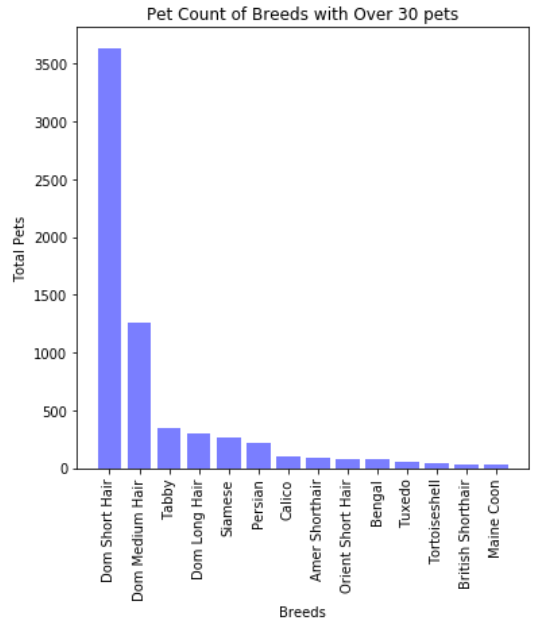 Pet Count of Breeds with Over 30 pets
3500
3000
2500
2000
1500
1000
500
0
Total Pets
Dom Short Hair
Dom Medium Hair
Tabby
Dom Long Hair
Siamese
Persian
Calico
Amer Shorthair
Orient Short Hair
Bengal
Tuxedo
Tortoiseshell
British Shorthair
Maine Coon
Breeds